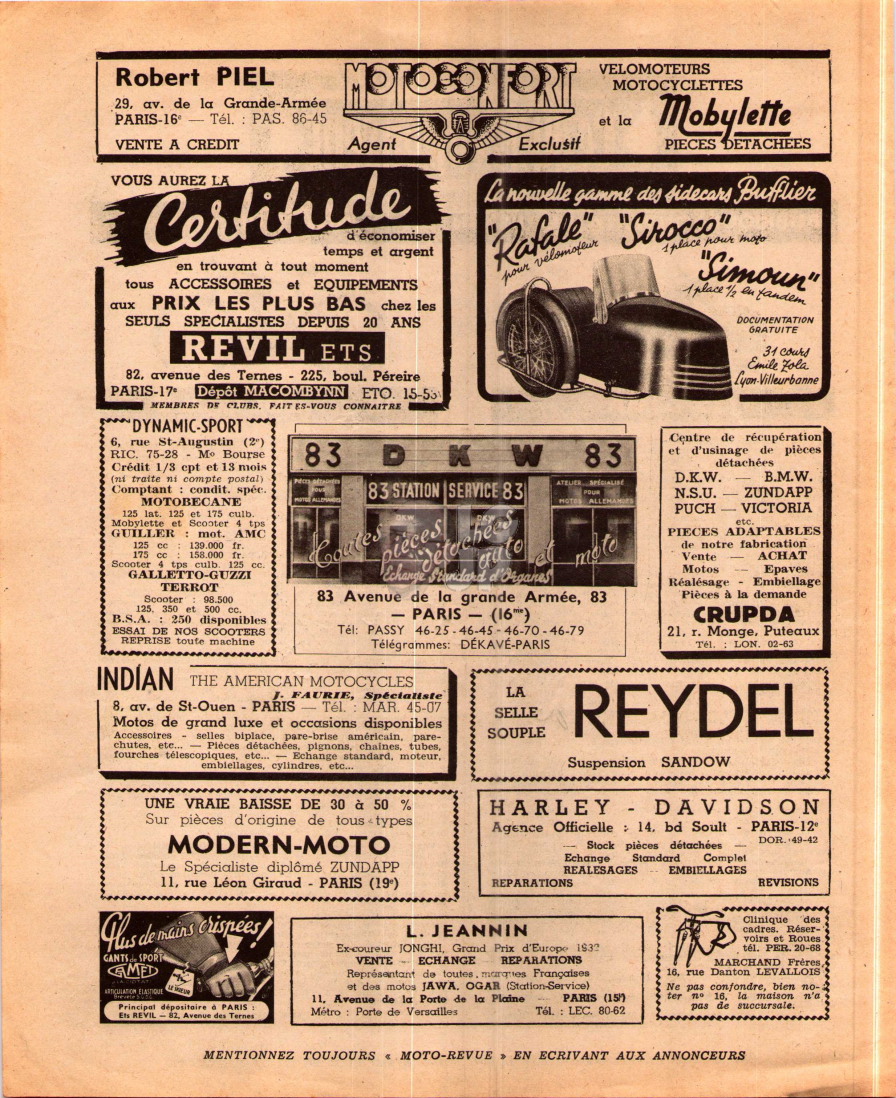 Robert PIEL
29, av. de la Grande-Armée
PARIS-16e — Tél. : PAS. 86-45
VENTE A CREDIT
MOTOCONFORT
Agent Exclusif
VELOMOTEURS
MOTOCYCLETTES
et la Mobylette
PIECES DETACHEES
VOUS AUREZ LA
Certitude
d'économiser
temps et argent
en trouvant à tout moment
tous ACCESSOIRES et EQUIPEMENTS
aux PRIX LES PLUS BAS chez les
SEULS SPECIALISTES DEPUIS 20 ANS
REVIL ETS
82, avenue des Ternes - 225, boul. Péreire
PARIS-17e Dépôt MACOMBYNN ETO. 15-55
MEMBRES DE CLUBS, FAITES-VOUS CONNAITRE
La nouvelle gamme des sidecars Bufflier
"Rafale"
pour vélomoteur
"Sirocco"
1 place pour moto
"Simoun"
1 place 1/2 en tandem
DOCUMENTATION
GRATUITE
31 cours
Emile Zola
Lyon-Villeurbanne
DYNAMIC-SPORT
6, rue St-Augustin (2e)
RIC. 75-28 - Mo Bourse
Crédit 1/3 cpt et 13 mois
(ni traite ni compte postal)
Comptant : condit. spéc.
MOTOBECANE
125 lat. 125 et 175 culb.
Mobylette et Scooter 4 tps
GUILLER : mot. AMC
125 cc : 139.000 fr.
175 cc : 158.000 fr.
Scooter 4 tps culb. 125 cc.
GALLETTO-GUZZI
TERROT
Scooter : 98.500
125, 350 et 500 cc.
B.S.A. : 250 disponibles
ESSAI DE NOS SCOOTERS
REPRISE toute machine
83 DKW 83
PIÈCES DÉTACHÉES
POUR
MOTOS ALLEMANDES
83 STATION SERVICE 83
ATELIER SPÉCIALISÉ
POUR
MOTOS ALLEMANDES
DKW DKW
Toutes pièces
détachées
auto et moto
Echange Standard d'Organes
83 Avenue de la grande Armée, 83
— PARIS — (16me)
Tél: PASSY 46-25 - 46-45 - 46-70 - 46-79
Télégrammes: DÉKAVÉ-PARIS
Centre de récupération
et d'usinage de pièces
détachées
D.K.W. — B.M.W.
N.S.U. — ZUNDAPP
PUCH — VICTORIA
etc.
PIECES ADAPTABLES
de notre fabrication
Vente — ACHAT
Motos — Epaves
Réalésage - Embiellage
Pièces à la demande
CRUPDA
21, r. Monge, Puteaux
Tél. : LON. 02-63
INDIAN THE AMERICAN MOTOCYCLES
J. FAURIE, Spécialiste
8, av. de St-Ouen - PARIS — Tél. : MAR. 45-07
Motos de grand luxe et occasions disponibles
Accessoires - selles biplace, pare-brise américain, pare-
chutes, etc... — Pièces détachées, pignons, chaînes, tubes,
fourches télescopiques, etc... — Echange standard, moteur,
embiellages, cylindres, etc...
LA
SELLE
SOUPLE
REYDEL
Suspension SANDOW
UNE VRAIE BAISSE DE 30 à 50 %
Sur pièces d'origine de tous types
MODERN-MOTO
Le Spécialiste diplômé ZUNDAPP
11, rue Léon Giraud - PARIS (19e)
HARLEY - DAVIDSON
Agence Officielle : 14, bd Soult - PARIS-12e
DOR. 49-42
— Stock pièces détachées —
Echange Standard Complet
REALESAGES — EMBIELLAGES
REPARATIONS REVISIONS
Plus de mains crispées!
GANTS de SPORT
GAMET
ARTICULATION ÉLASTIQUE
Principal dépositaire à PARIS :
Ets REVIL — 82, Avenue des Ternes
L. JEANNIN
Ex-coureur JONGHI, Grand Prix d'Europe 1932
VENTE — ECHANGE — REPARATIONS
Représentant de toutes marques Françaises
et des motos JAWA, OGAR (Station-Service)
11, Avenue de la Porte de la Plaine — PARIS (15e)
Métro : Porte de Versailles Tél. : LEC. 80-62
Clinique des
cadres. Réser-
voirs et Roues
tél. PER. 20-68
MARCHAND Frères,
16, rue Danton LEVALLOIS
Ne pas confondre, bien no-
ter no 16, la maison n'a
pas de succursale.
MENTIONNEZ TOUJOURS « MOTO-REVUE » EN ECRIVANT AUX ANNONCEURS